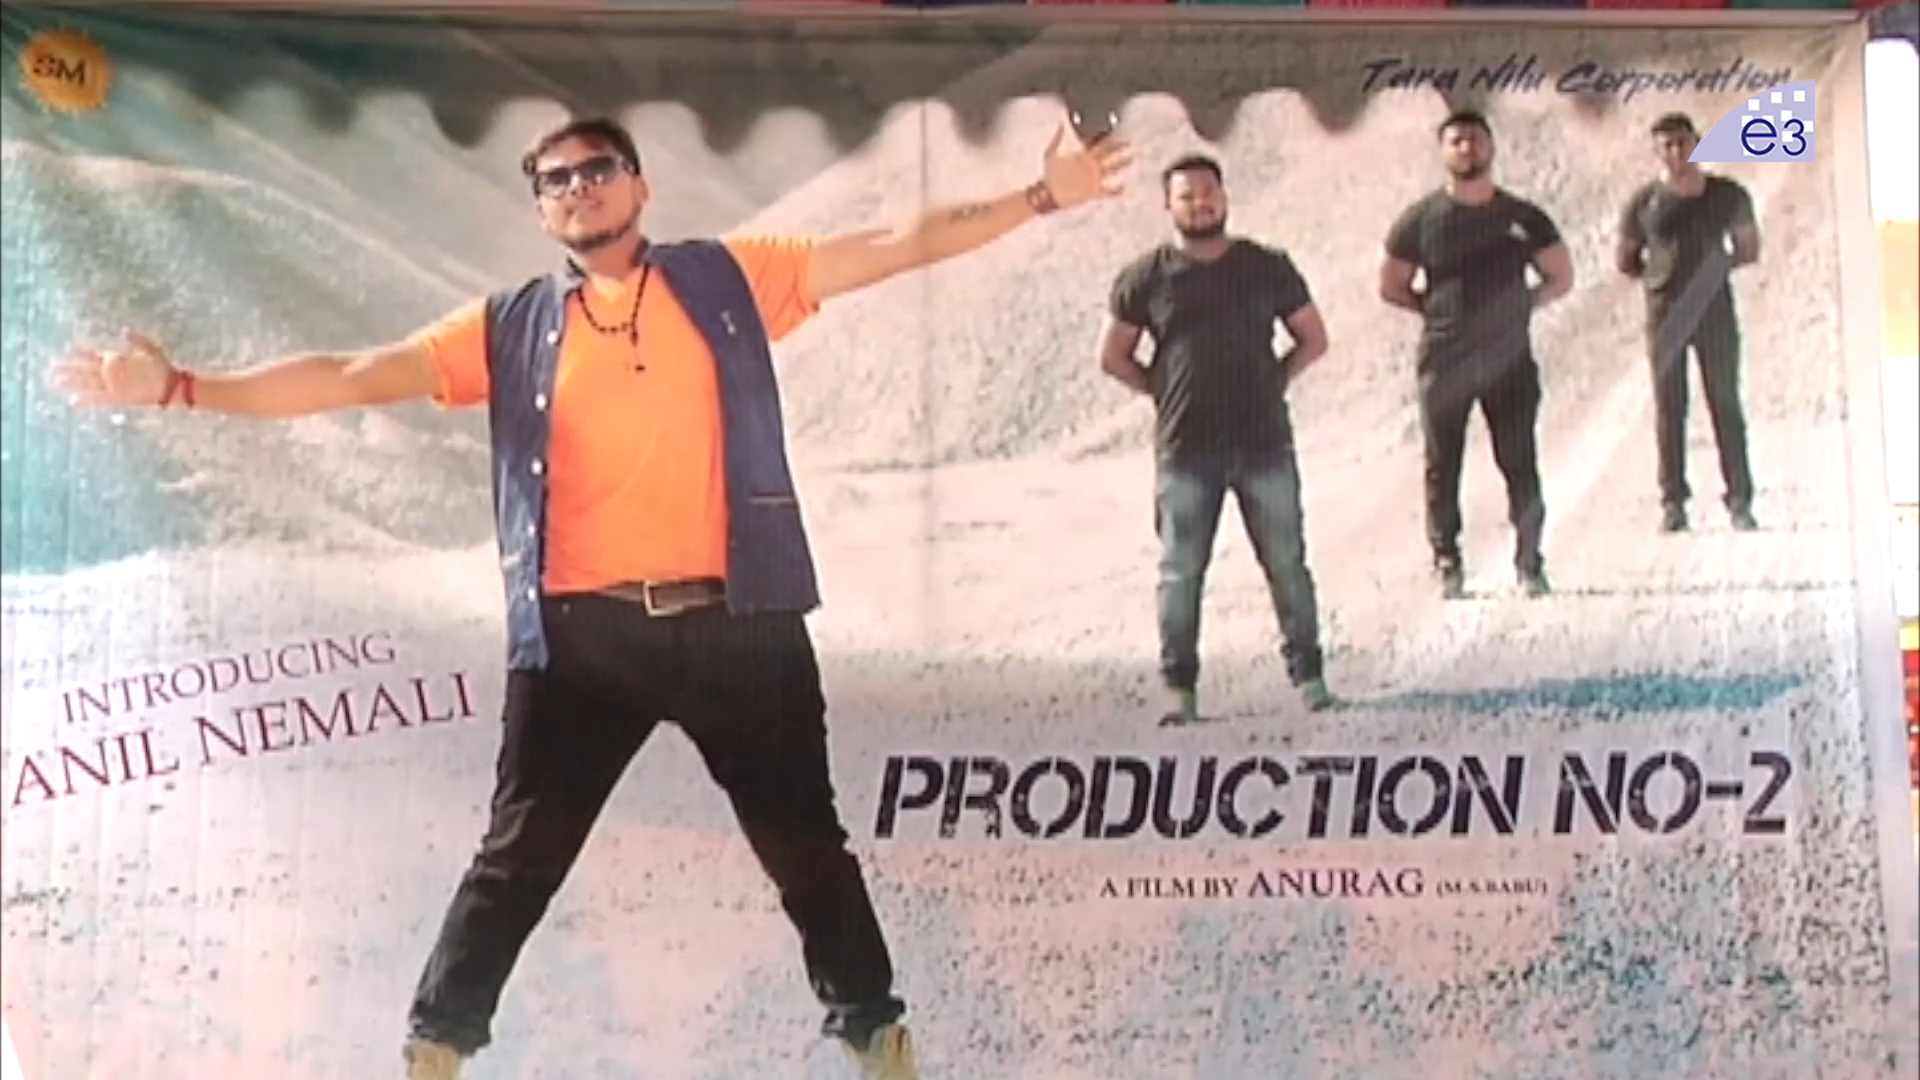 SM
Tara Nilu Corporation
e3
INTRODUCING
ANIL NEMALI
PRODUCTION NO-2
A FILM BY ANURAG (M.S.BABU)